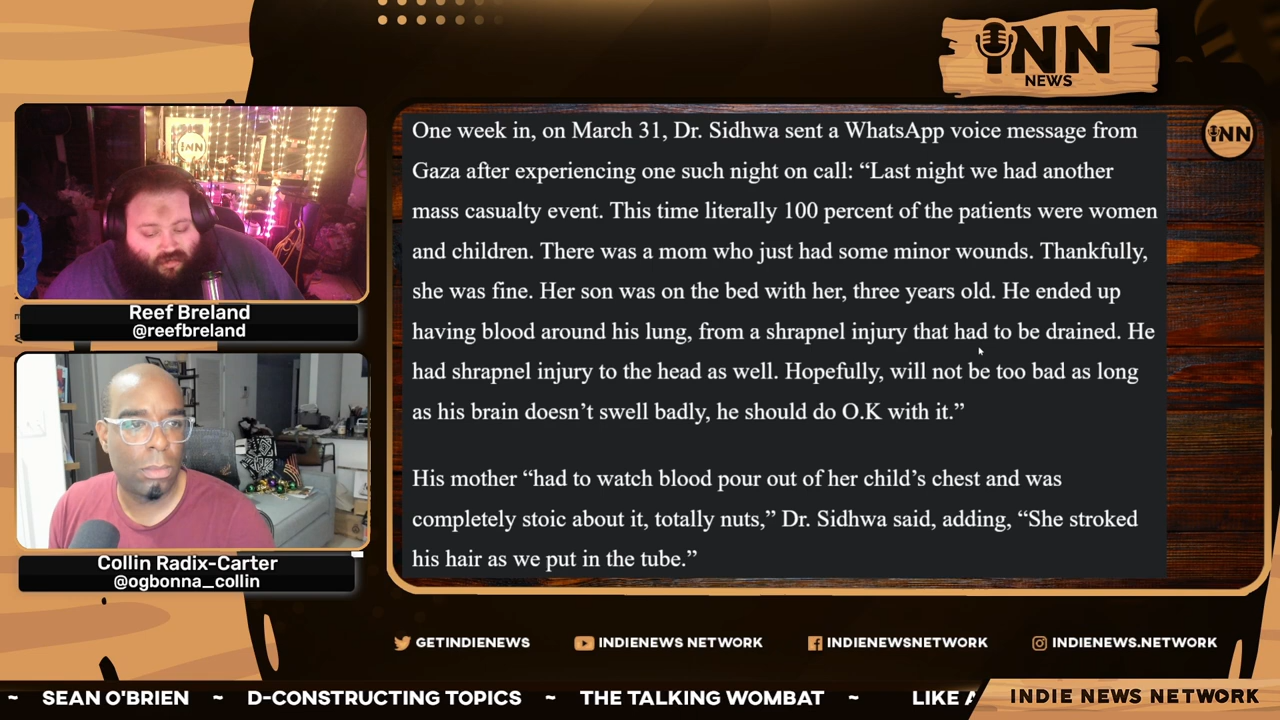 INN
NEWS
INN
INN
One week in, on March 31, Dr. Sidhwa sent a WhatsApp voice message from
Gaza after experiencing one such night on call: “Last night we had another
mass casualty event. This time literally 100 percent of the patients were women
and children. There was a mom who just had some minor wounds. Thankfully,
she was fine. Her son was on the bed with her, three years old. He ended up
having blood around his lung, from a shrapnel injury that had to be drained. He
had shrapnel injury to the head as well. Hopefully, will not be too bad as long
as his brain doesn’t swell badly, he should do O.K with it.”
His mother “had to watch blood pour out of her child’s chest and was
completely stoic about it, totally nuts,” Dr. Sidhwa said, adding, “She stroked
his hair as we put in the tube.”
Reef Breland
@reefbreland
Collin Radix-Carter
@ogbonna_collin
GETINDIENEWS
INDIENEWS NETWORK
INDIENEWSNETWORK
INDIENEWS.NETWORK
~ SEAN O'BRIEN ~ D-CONSTRUCTING TOPICS ~ THE TALKING WOMBAT ~ LIKE
INDIE NEWS NETWORK